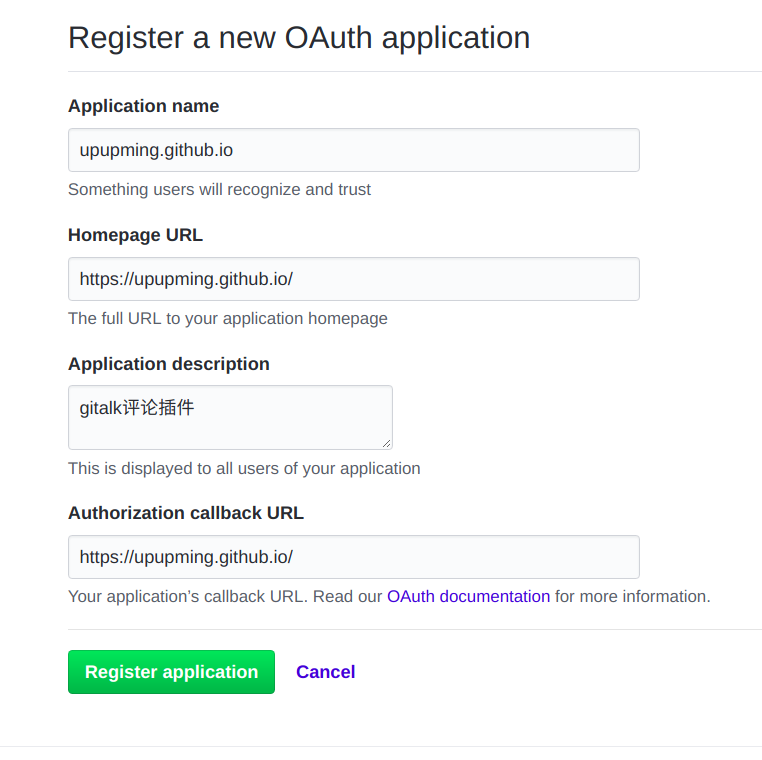 Register a new OAuth application
Application name
upupming.github.io
Something users will recognize and trust
Homepage URL
https://upupming.github.io/
The full URL to your application homepage
Application description
gitalk评论插件
This is displayed to all users of your application
Authorization callback URL
https://upupming.github.io/
Your application’s callback URL. Read our OAuth documentation for more information.
Register application Cancel